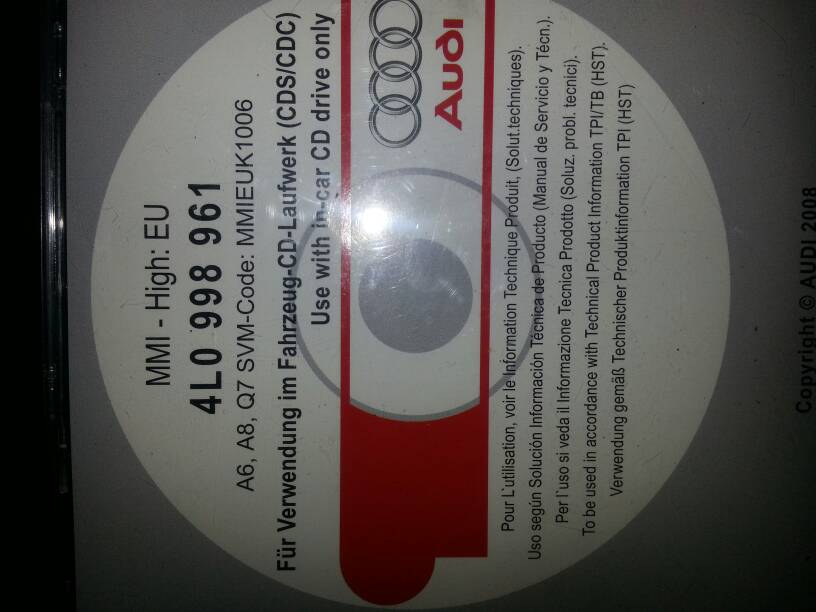 MMI - High: EU
4L0 998 961
A6, A8, Q7 SVM-Code: MMIEUK1006
Für Verwendung im Fahrzeug-CD-Laufwerk (CDS/CDC)
Use with in-car CD drive only
Audi
Pour L'utilisation, voir le Information Technique Produit, (Solut.techniques).
Uso según Solución Información Técnica de Producto (Manual de Servicio y Técn.).
Per l`uso si veda il Informazione Tecnica Prodotto (Soluz. probl. tecnici).
To be used in accordance with Technical Product Information TPI/TB (HST).
Verwendung gemäß Technischer Produktinformation TPI (HST)
Copyright © AUDI 2008